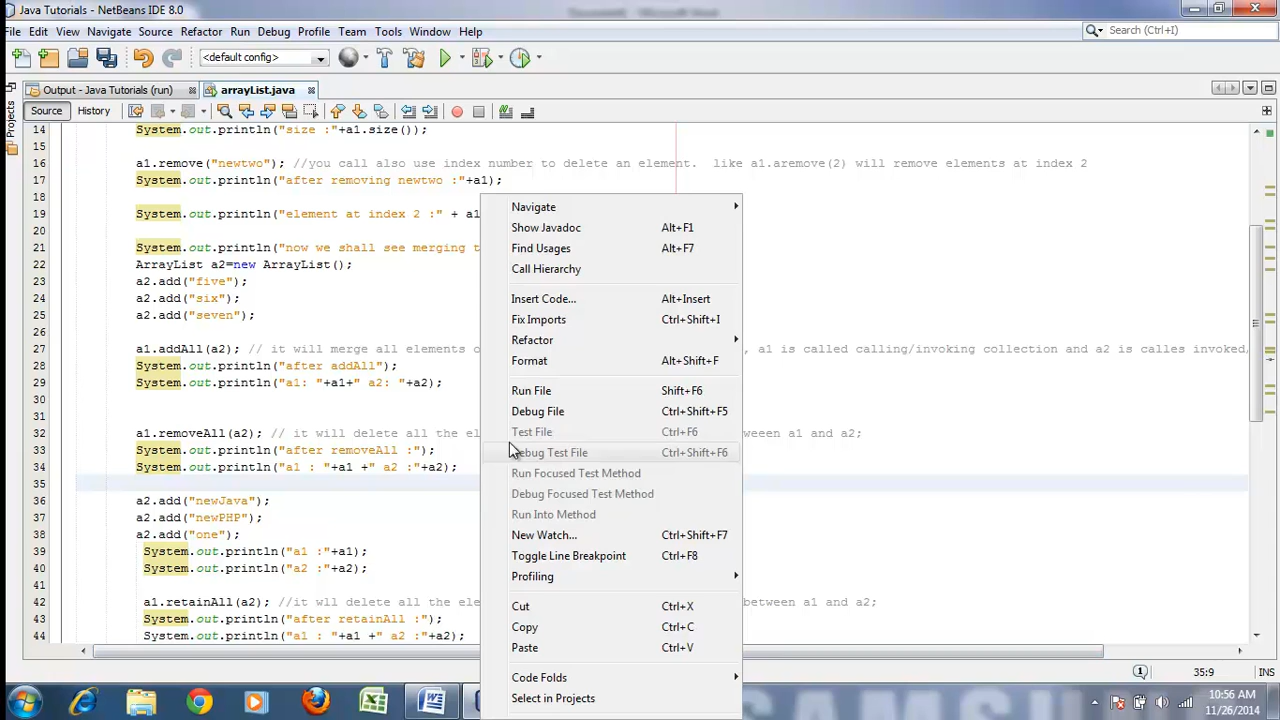 Java Tutorials - NetBeans IDE 8.0
File Edit View Navigate Source Refactor Run Debug Profile Team Tools Window Help
Search (Ctrl+I)
<default config>
Output - Java Tutorials (run)
arrayList.java
Projects
Source History
14 System.out.println("size :"+a1.size());
15
16 a1.remove("newtwo"); //you call also use index number to delete an element. like a1.aremove(2) will remove elements at index 2
17 System.out.println("after removing newtwo :"+a1);
18
19 System.out.println("element at index 2 :" + a1
20
21 System.out.println("now we shall see merging t
22 ArrayList a2=new ArrayList();
23 a2.add("five");
24 a2.add("six");
25 a2.add("seven");
26
27 a1.addAll(a2); // it will merge all elements o , a1 is called calling/invoking collection and a2 is calles invoked,
28 System.out.println("after addAll");
29 System.out.println("a1: "+a1+" a2: "+a2);
30
31
32 a1.removeAll(a2); // it will delete all the el eween a1 and a2;
33 System.out.println("after removeAll :");
34 System.out.println("a1 : "+a1 +" a2 :"+a2);
35
36 a2.add("newJava");
37 a2.add("newPHP");
38 a2.add("one");
39 System.out.println("a1 :"+a1);
40 System.out.println("a2 :"+a2);
41
42 a1.retainAll(a2); //it wll delete all the ele between a1 and a2;
43 System.out.println("after retainAll :");
44 System.out.println("a1 : "+a1 +" a2 :"+a2);
Navigate
Show Javadoc Alt+F1
Find Usages Alt+F7
Call Hierarchy
Insert Code... Alt+Insert
Fix Imports Ctrl+Shift+I
Refactor
Format Alt+Shift+F
Run File Shift+F6
Debug File Ctrl+Shift+F5
Test File Ctrl+F6
Debug Test File Ctrl+Shift+F6
Run Focused Test Method
Debug Focused Test Method
Run Into Method
New Watch... Ctrl+Shift+F7
Toggle Line Breakpoint Ctrl+F8
Profiling
Cut Ctrl+X
Copy Ctrl+C
Paste Ctrl+V
Code Folds
Select in Projects
1 35:9 INS
10:56 AM
11/26/2014